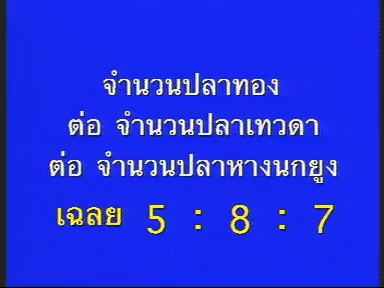 จำนวนปลาทอง
ต่อ จำนวนปลาเทวดา
ต่อ จำนวนปลาหางนกยูง
เฉลย 5 : 8 : 7